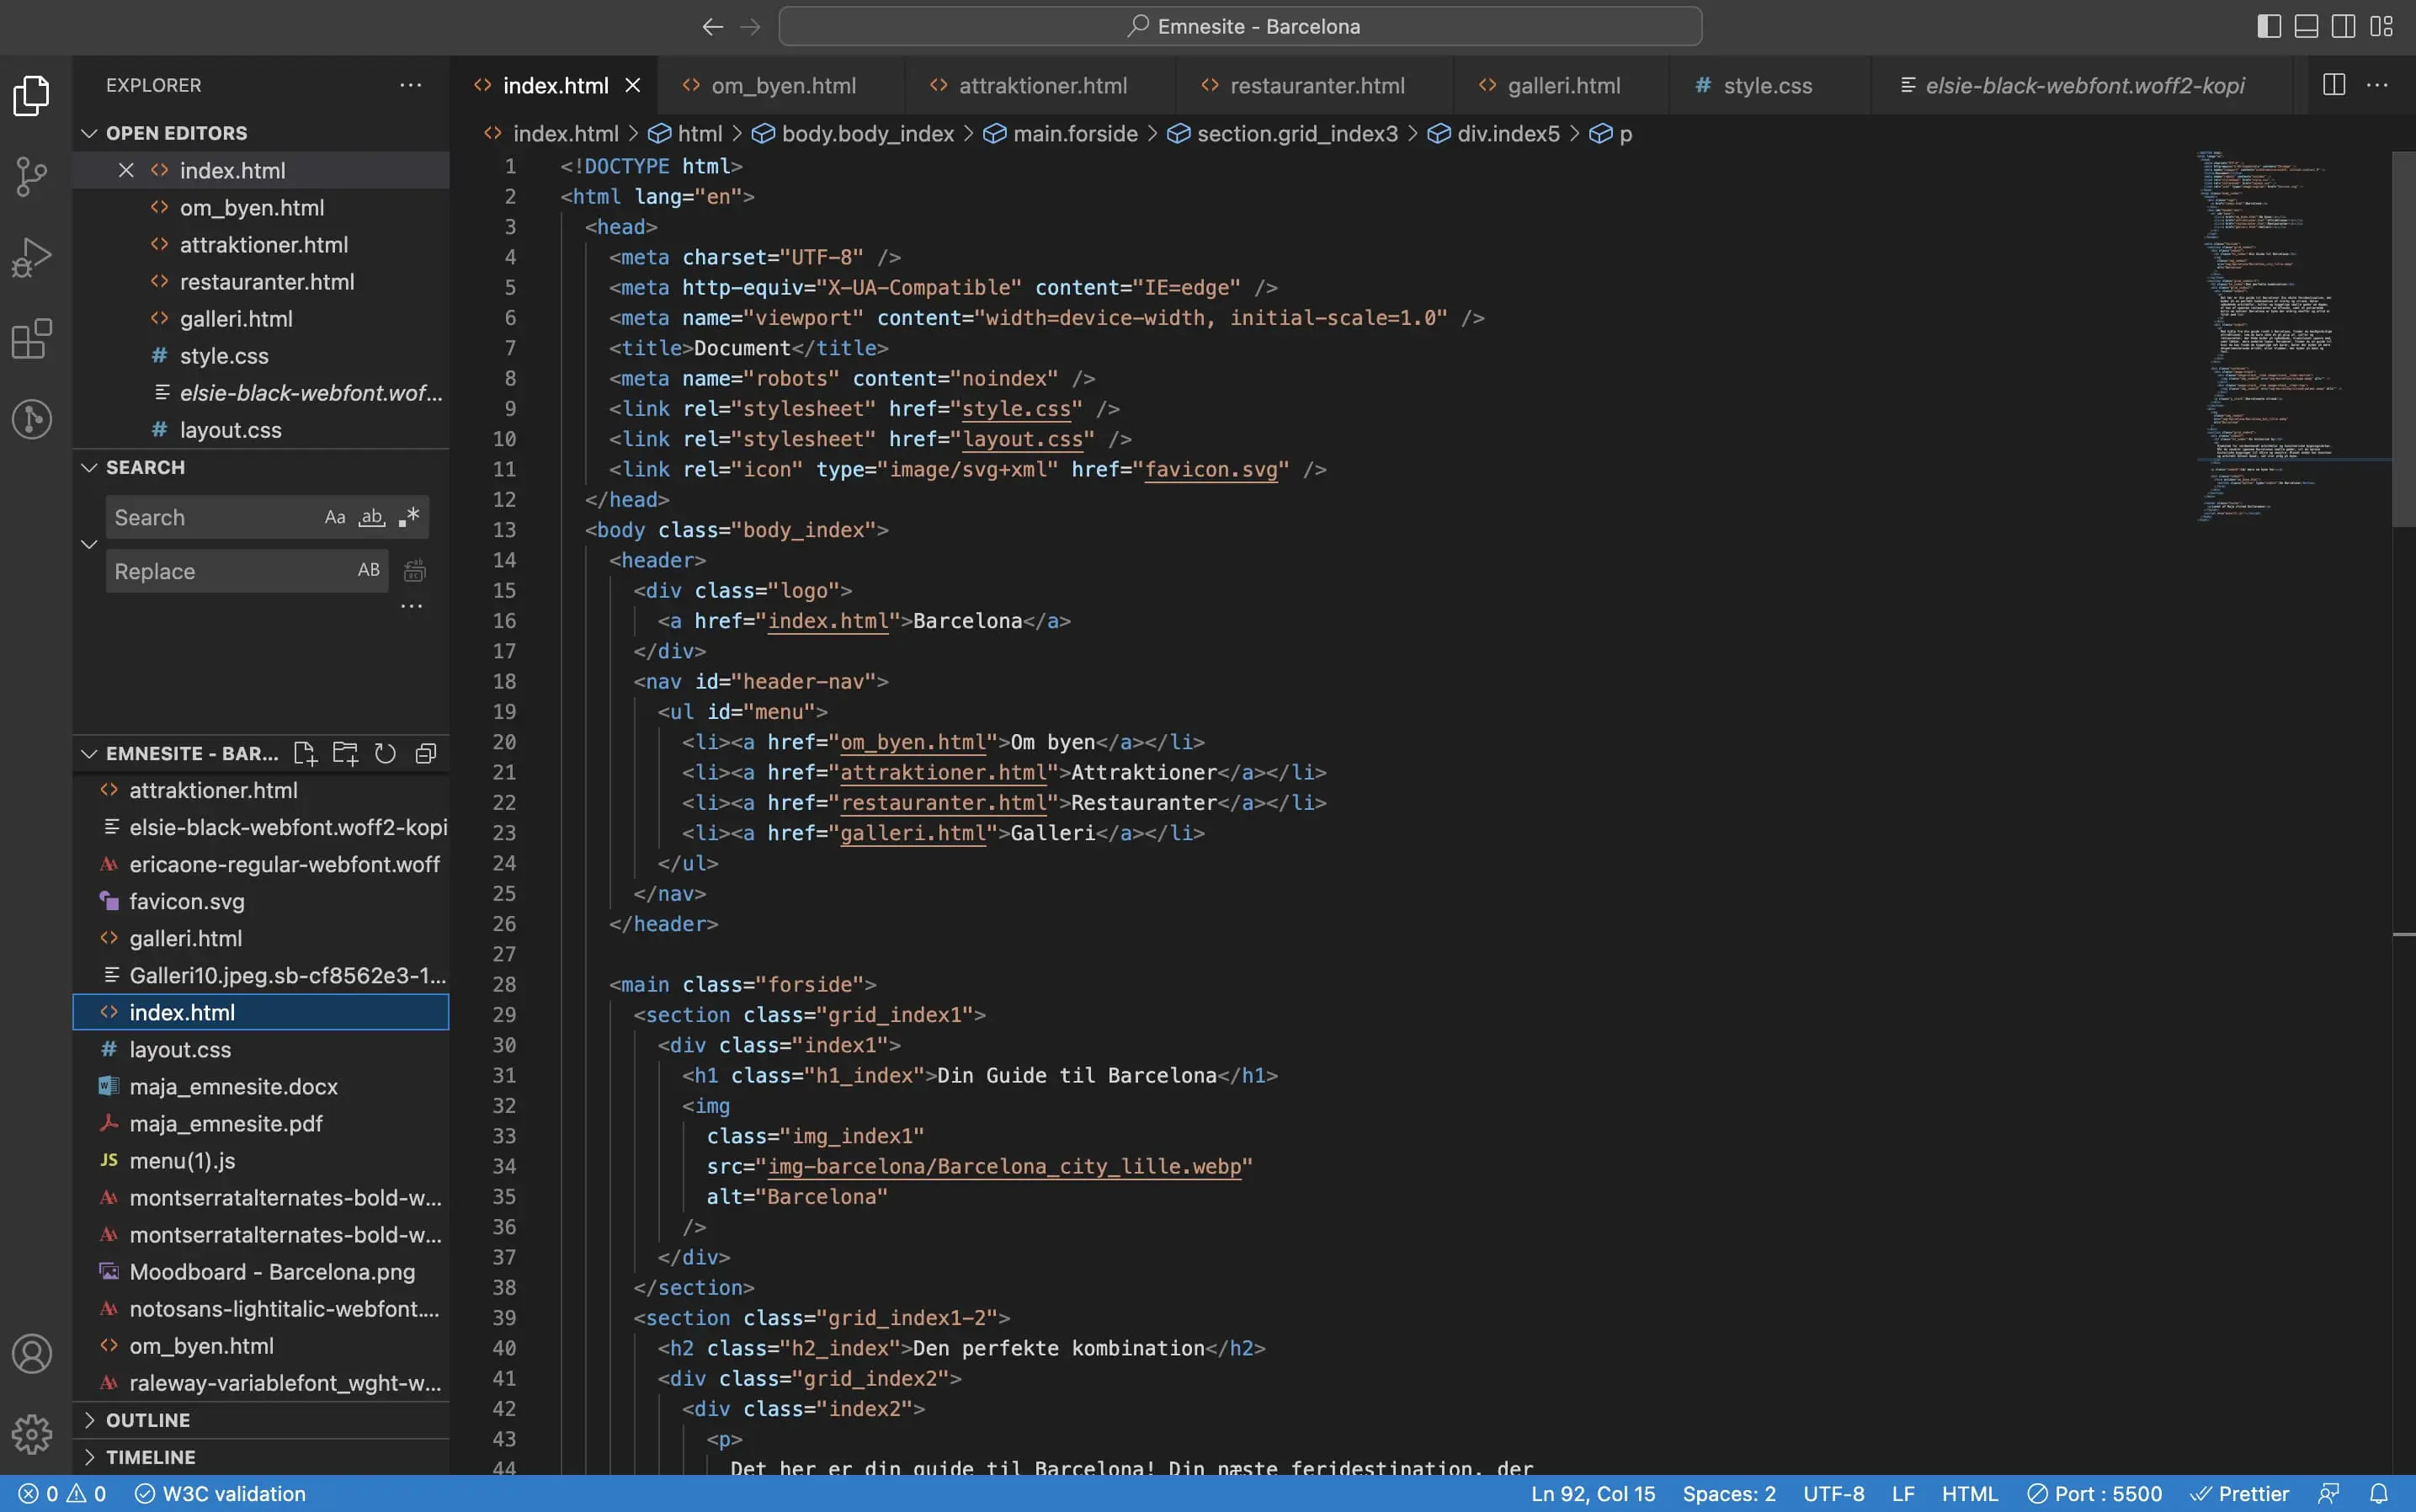 Emnesite - Barcelona
EXPLORER
OPEN EDITORS
index.html
om_byen.html
attraktioner.html
restauranter.html
galleri.html
style.css
elsie-black-webfont.wof...
layout.css
SEARCH
Search
Aa ab .*
Replace
AB
EMNESITE - BAR...
attraktioner.html
elsie-black-webfont.woff2-kopi
ericaone-regular-webfont.woff
favicon.svg
galleri.html
Galleri10.jpeg.sb-cf8562e3-1...
index.html
layout.css
maja_emnesite.docx
maja_emnesite.pdf
JS menu(1).js
montserratalternates-bold-w...
montserratalternates-bold-w...
Moodboard - Barcelona.png
notosans-lightitalic-webfont....
om_byen.html
raleway-variablefont_wght-w...
OUTLINE
TIMELINE
index.html om_byen.html attraktioner.html restauranter.html galleri.html # style.css elsie-black-webfont.woff2-kopi
index.html > html > body.body_index > main.forside > section.grid_index3 > div.index5 > p
1 <!DOCTYPE html>
2 <html lang="en">
3 <head>
4 <meta charset="UTF-8" />
5 <meta http-equiv="X-UA-Compatible" content="IE=edge" />
6 <meta name="viewport" content="width=device-width, initial-scale=1.0" />
7 <title>Document</title>
8 <meta name="robots" content="noindex" />
9 <link rel="stylesheet" href="style.css" />
10 <link rel="stylesheet" href="layout.css" />
11 <link rel="icon" type="image/svg+xml" href="favicon.svg" />
12 </head>
13 <body class="body_index">
14 <header>
15 <div class="logo">
16 <a href="index.html">Barcelona</a>
17 </div>
18 <nav id="header-nav">
19 <ul id="menu">
20 <li><a href="om_byen.html">Om byen</a></li>
21 <li><a href="attraktioner.html">Attraktioner</a></li>
22 <li><a href="restauranter.html">Restauranter</a></li>
23 <li><a href="galleri.html">Galleri</a></li>
24 </ul>
25 </nav>
26 </header>
27
28 <main class="forside">
29 <section class="grid_index1">
30 <div class="index1">
31 <h1 class="h1_index">Din Guide til Barcelona</h1>
32 <img
33 class="img_index1"
34 src="img-barcelona/Barcelona_city_lille.webp"
35 alt="Barcelona"
36 />
37 </div>
38 </section>
39 <section class="grid_index1-2">
40 <h2 class="h2_index">Den perfekte kombination</h2>
41 <div class="grid_index2">
42 <div class="index2">
43 <p>
44 Det her er din guide til Barcelona! Din næste feridestination, der
0 0 W3C validation Ln 92, Col 15 Spaces: 2 UTF-8 LF HTML Port : 5500 Prettier